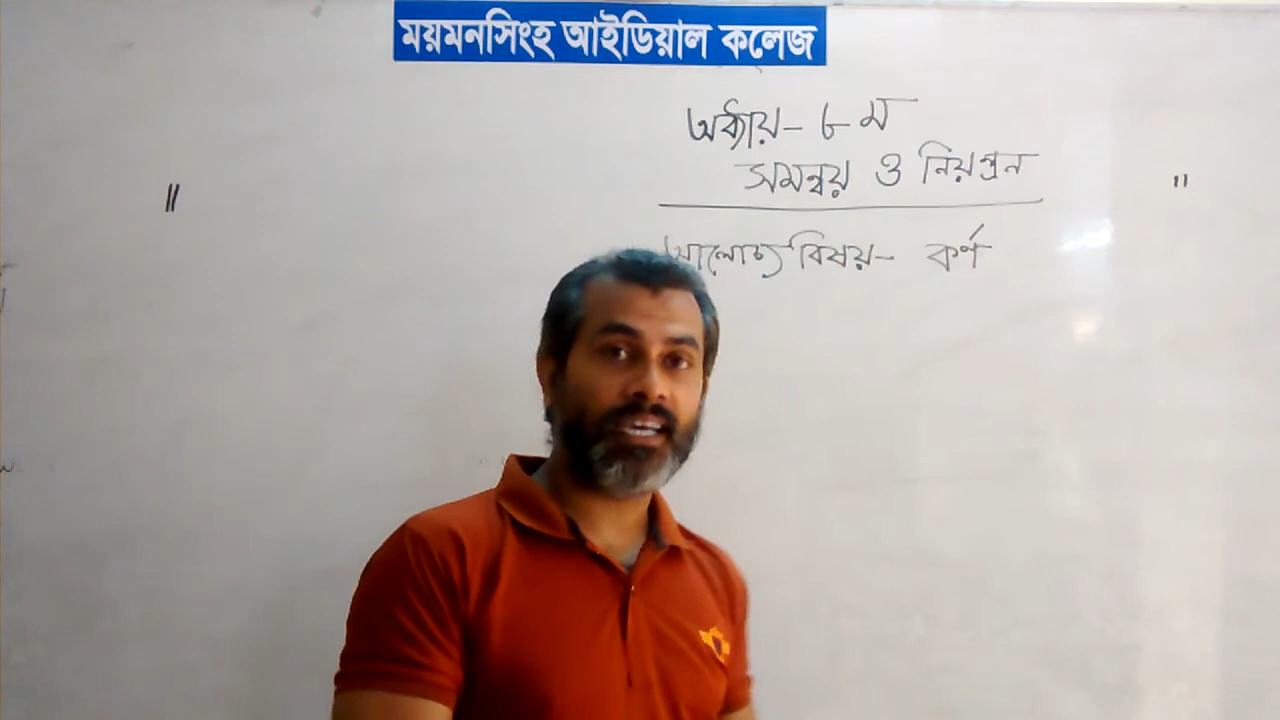 ময়মনসিংহ আইডিয়াল কলেজ
অধ্যায়- ৮ম
সমন্বয় ও নিয়ন্ত্রন
আলোচ্য বিষয়- কর্ণ